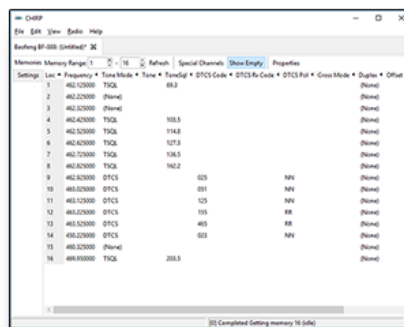 CHIRP
File Edit View Radio Help
Baofeng BF-888: (Untitled)*
Memories Memory Range: 1 - 16 Refresh Special Channels Show Empty Properties
Settings Loc Frequency Tone Mode Tone ToneSql DTCS Code DTCS Rx Code DTCS Pol Cross Mode Duplex Offset
1 462.125000 TSQL 69.3 (None)
2 462.225000 (None) (None)
3 462.325000 (None) (None)
4 462.425000 TSQL 103.5 (None)
5 462.525000 TSQL 114.8 (None)
6 462.625000 TSQL 127.3 (None)
7 462.725000 TSQL 136.5 (None)
8 462.825000 TSQL 162.2 (None)
9 462.925000 DTCS 025 NN (None)
10 463.025000 DTCS 051 NN (None)
11 463.125000 DTCS 125 NN (None)
12 463.225000 DTCS 155 RR (None)
13 463.525000 DTCS 465 RR (None)
14 450.225000 DTCS 023 NN (None)
15 460.325000 (None) (None)
16 469.950000 TSQL 203.5 (None)
[0] Completed Getting memory 16 (idle)